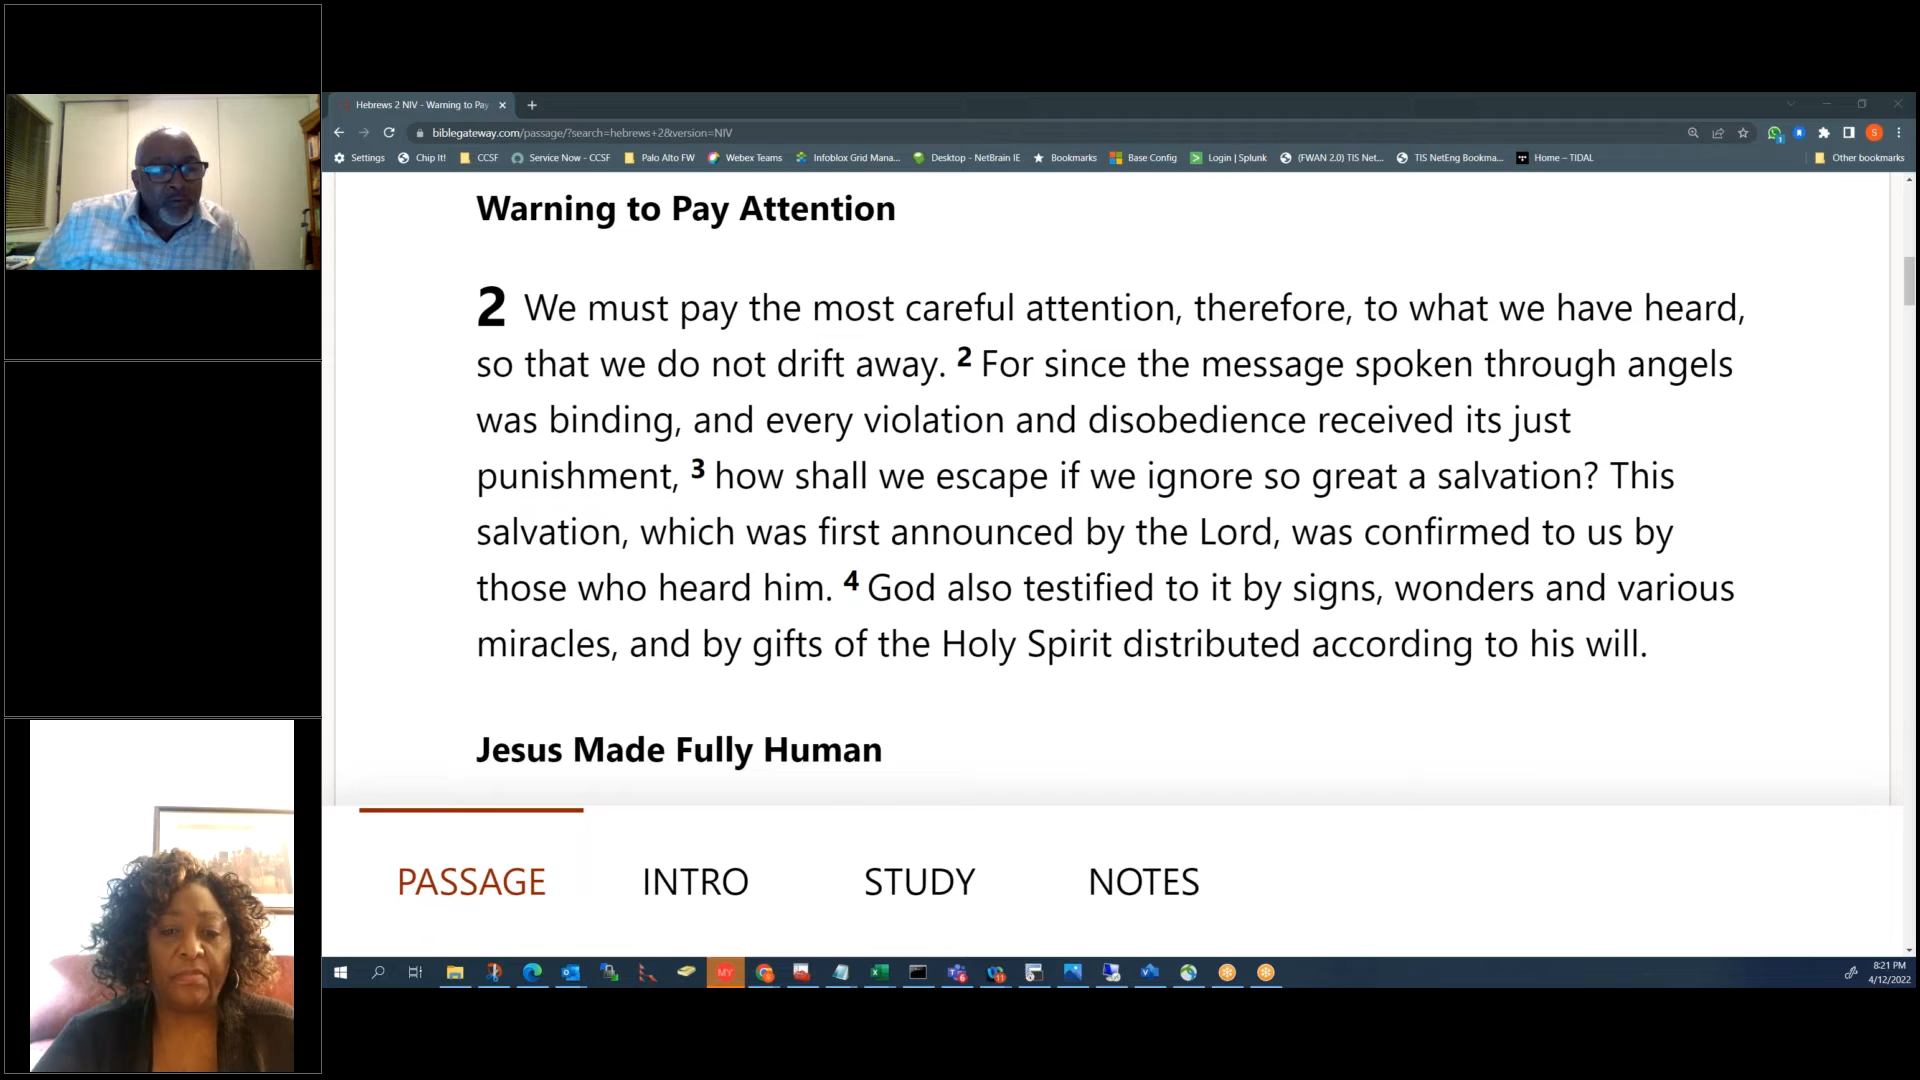 Hebrews 2 NIV - Warning to Pay
biblegateway.com/passage/?search=hebrews+2&version=NIV
S
1
Settings Chip It! CCSF Service Now - CCSF Palo Alto FW Webex Teams Infoblox Grid Mana... Desktop - NetBrain IE Bookmarks Base Config Login | Splunk (FWAN 2.0) TIS Net... TIS NetEng Bookma... Home – TIDAL Other bookmarks
Warning to Pay Attention
2 We must pay the most careful attention, therefore, to what we have heard,
so that we do not drift away. 2 For since the message spoken through angels
was binding, and every violation and disobedience received its just
punishment, 3 how shall we escape if we ignore so great a salvation? This
salvation, which was first announced by the Lord, was confirmed to us by
those who heard him. 4 God also testified to it by signs, wonders and various
miracles, and by gifts of the Holy Spirit distributed according to his will.
Jesus Made Fully Human
PASSAGE INTRO STUDY NOTES
MY
8:21 PM
4/12/2022